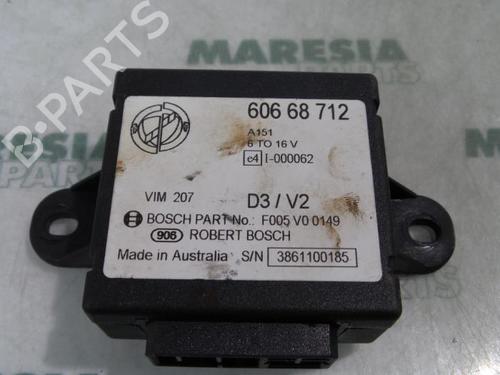 MARESIA
PARTS
B-PARTS
606 68 712
A151
6 TO 16 V
e4 I-000062
VIM 207 D3 / V2
BOSCH PART No.: F005 V0 0149
906 ROBERT BOSCH
Made in Australia S/N 3861100185